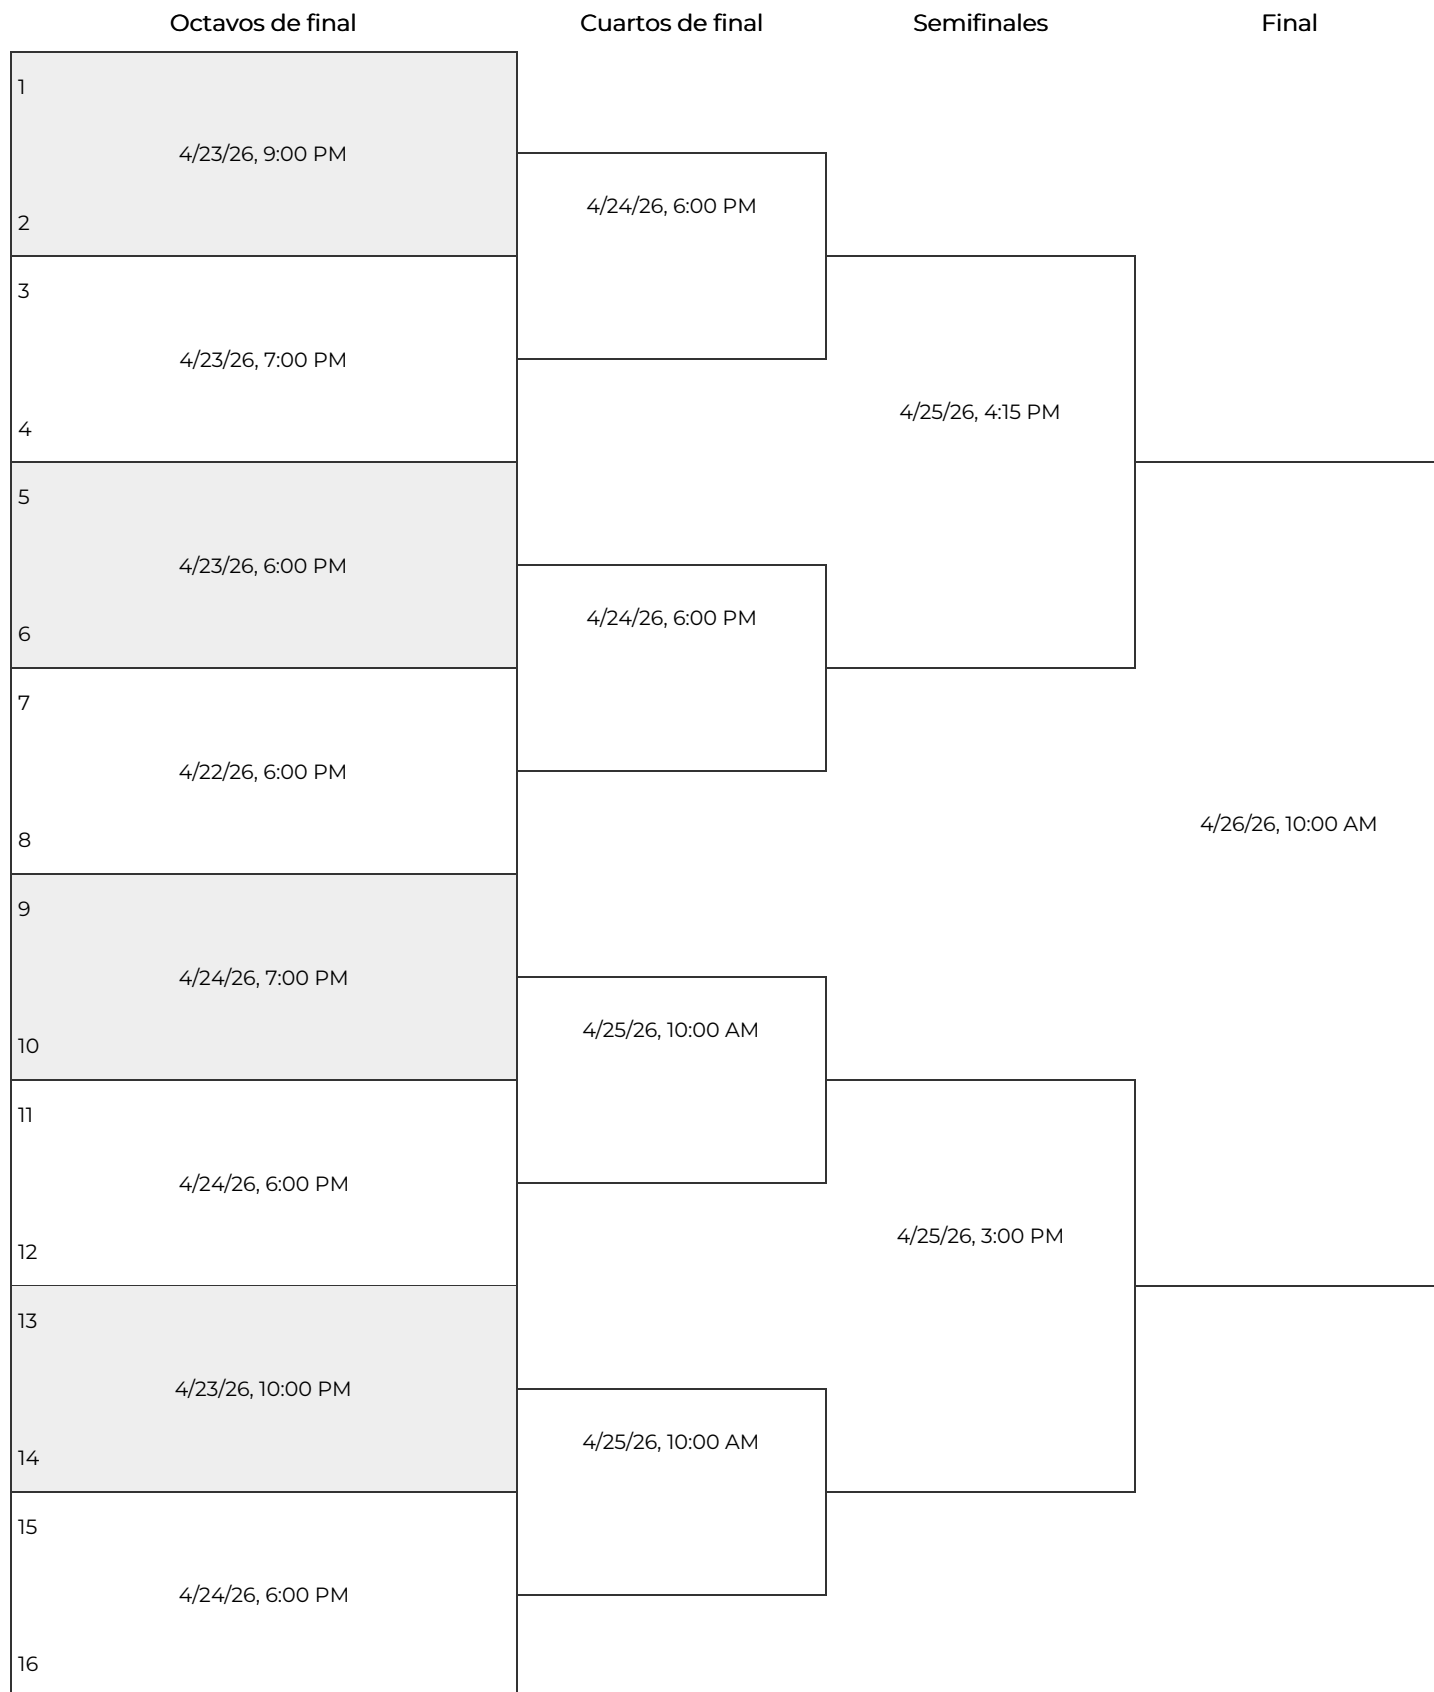 Octavos de final
Cuartos de final
Semifinales
Final
1
4/23/26, 9:00 PM
2
4/24/26, 6:00 PM
3
4/23/26, 7:00 PM
4
4/25/26, 4:15 PM
5
4/23/26, 6:00 PM
6
4/24/26, 6:00 PM
7
4/22/26, 6:00 PM
8
4/26/26, 10:00 AM
9
4/24/26, 7:00 PM
10
4/25/26, 10:00 AM
11
4/24/26, 6:00 PM
12
4/25/26, 3:00 PM
13
4/23/26, 10:00 PM
14
4/25/26, 10:00 AM
15
4/24/26, 6:00 PM
16